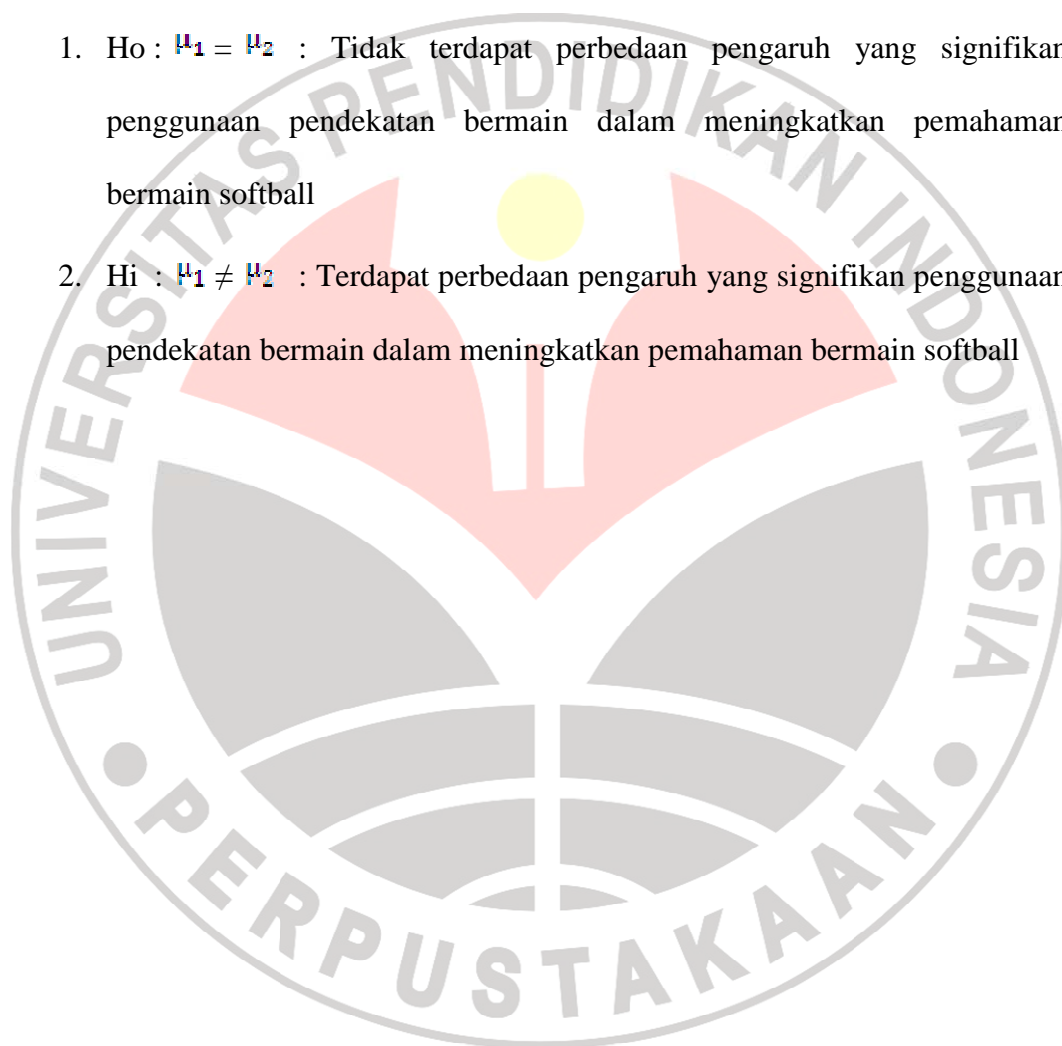 1. Ho : μ1 = μ2 : Tidak terdapat perbedaan pengaruh yang signifikan
penggunaan pendekatan bermain dalam meningkatkan pemahaman
bermain softball
2. Hi : μ1 ≠ μ2 : Terdapat perbedaan pengaruh yang signifikan penggunaan
pendekatan bermain dalam meningkatkan pemahaman bermain softball
UNIVERSITAS PENDIDIKAN INDONESIA
PERPUSTAKAAN